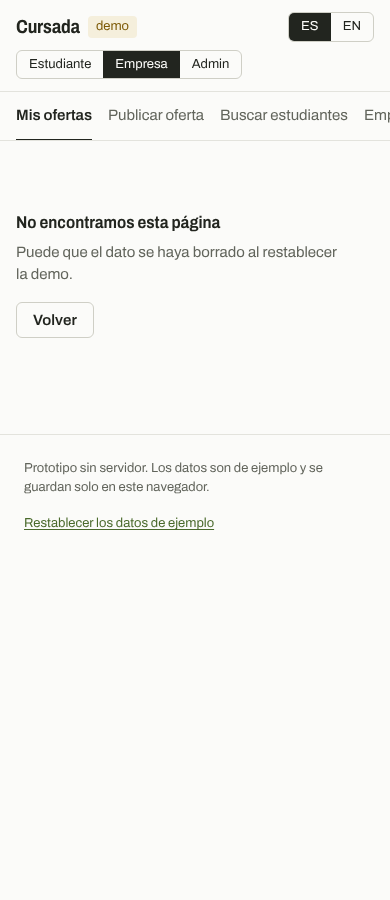 Cursada demo ES EN
Estudiante Empresa Admin
Mis ofertas Publicar oferta Buscar estudiantes
No encontramos esta página
Puede que el dato se haya borrado al restablecer
la demo.
Volver
Prototipo sin servidor. Los datos son de ejemplo y se
guardan solo en este navegador.
Restablecer los datos de ejemplo